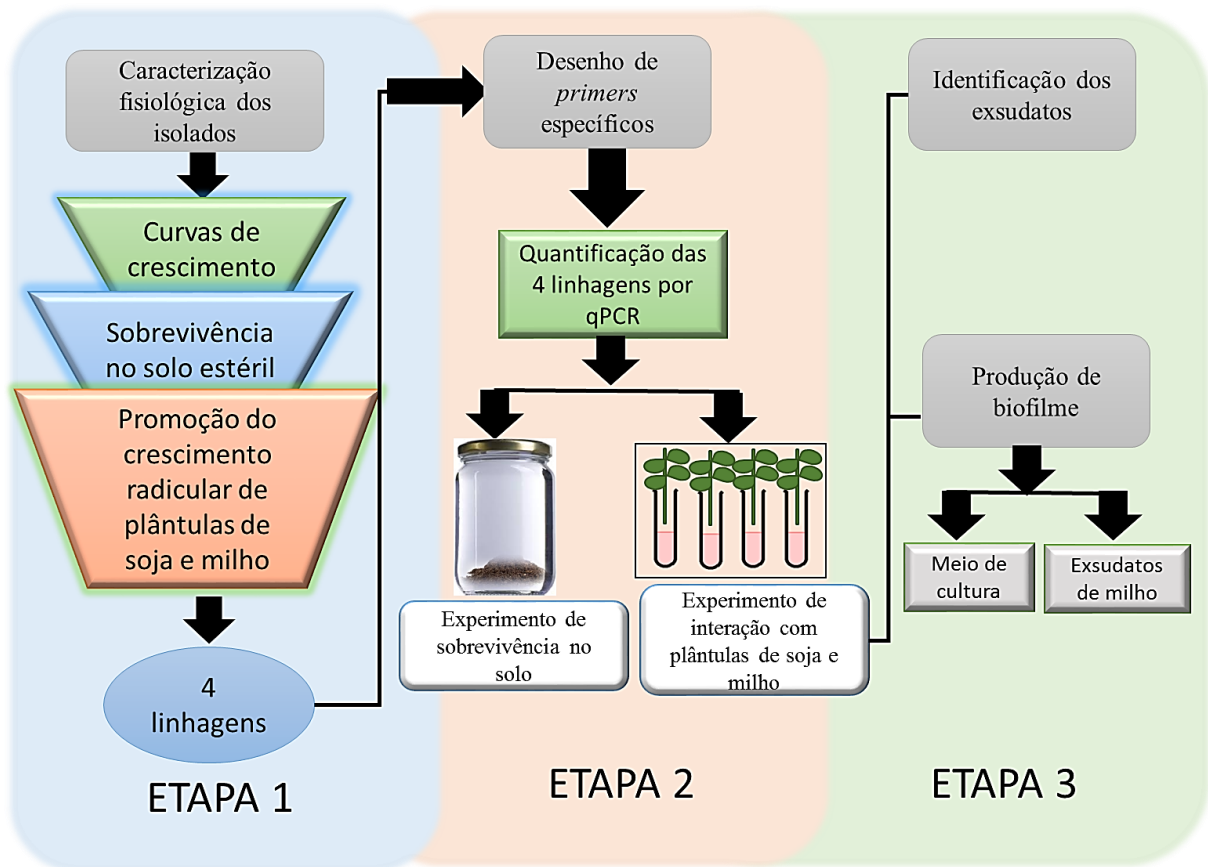 Caracterização
fisiológica dos
isolados
Curvas de
crescimento
Sobrevivência
no solo estéril
Promoção do
crescimento
radicular de
plântulas de
soja e milho
4
linhagens
ETAPA 1
Desenho de
primers
específicos
Quantificação das
4 linhagens por
qPCR
Experimento de
sobrevivência no
solo
Experimento de
interação com
plântulas de soja e
milho
ETAPA 2
Identificação dos
exsudatos
Produção de
biofilme
Meio de
cultura
Exsudatos
de milho
ETAPA 3